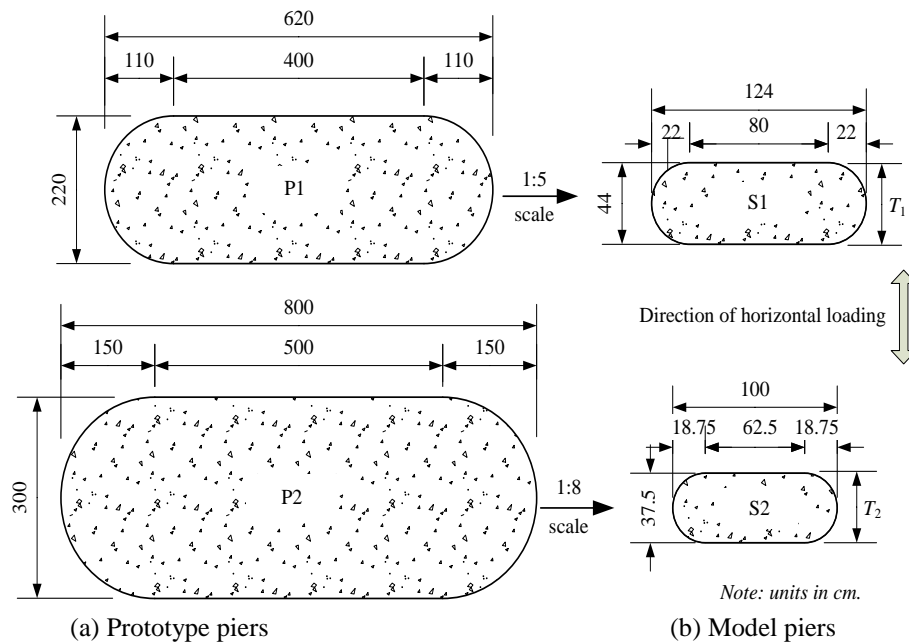 620
110 400 110
220
P1
1:5
scale
124
22 80 22
44
S1
T1
Direction of horizontal loading
800
150 500 150
300
P2
1:8
scale
100
18.75 62.5 18.75
37.5
S2
T2
Note: units in cm.
(a) Prototype piers
(b) Model piers